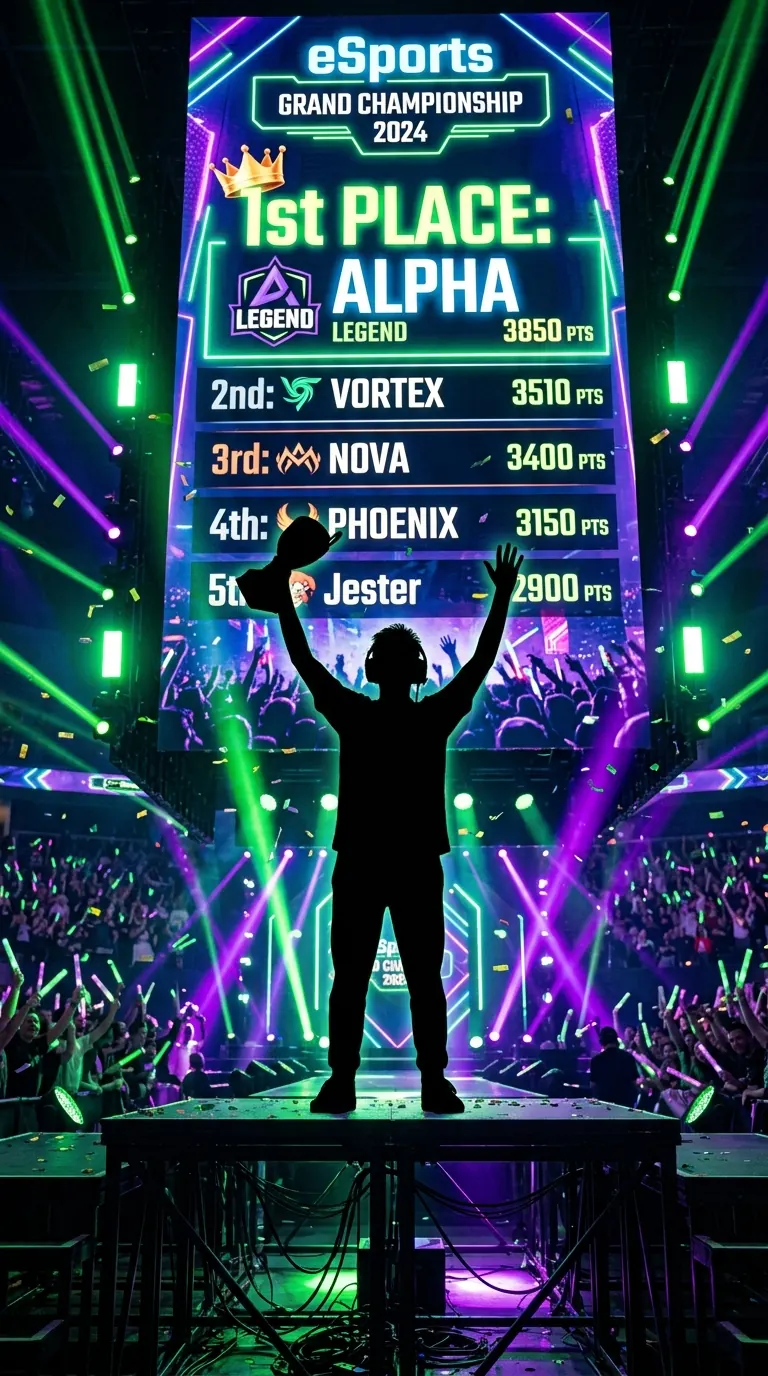 eSports
GRAND CHAMPIONSHIP
2024
1st PLACE:
LEGEND
ALPHA
LEGEND 3850 PTS
2nd: VORTEX 3510 PTS
3rd: NOVA 3400 PTS
4th: PHOENIX 3150 PTS
Jester 2900 PTS